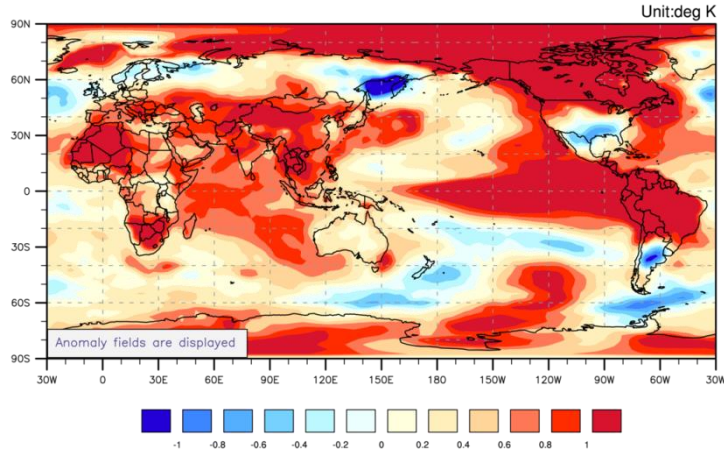 Unit:deg K
90N
60N
30N
0
30S
60S
90S
Anomaly fields are displayed
30W 0 30E 60E 90E 120E 150E 180 150W 120W 90W 60W 30W
-1 -0.8 -0.6 -0.4 -0.2 0 0.2 0.4 0.6 0.8 1